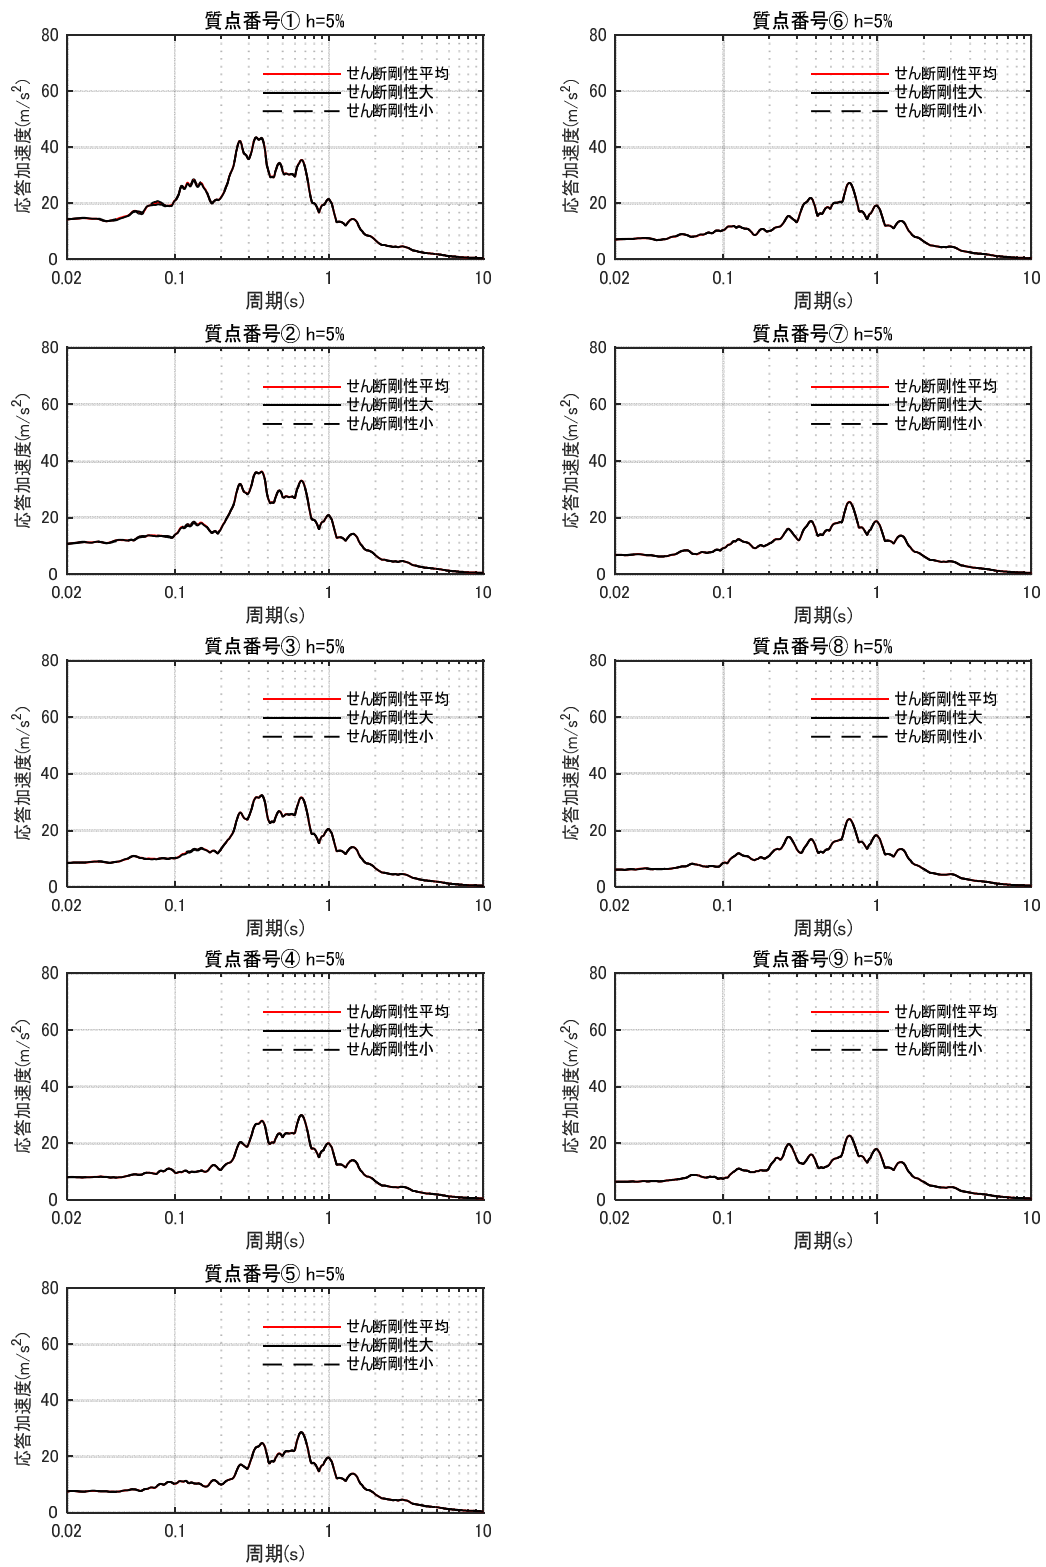 質点番号① h=5%
80
60
40
20
0
応答加速度(m/s²)
せん断剛性平均
せん断剛性大
せん断剛性小
0.02 0.1 1 10
周期(s)
質点番号② h=5%
80
60
40
20
0
応答加速度(m/s²)
せん断剛性平均
せん断剛性大
せん断剛性小
0.02 0.1 1 10
周期(s)
質点番号③ h=5%
80
60
40
20
0
応答加速度(m/s²)
せん断剛性平均
せん断剛性大
せん断剛性小
0.02 0.1 1 10
周期(s)
質点番号④ h=5%
80
60
40
20
0
応答加速度(m/s²)
せん断剛性平均
せん断剛性大
せん断剛性小
0.02 0.1 1 10
周期(s)
質点番号⑤ h=5%
80
60
40
20
0
応答加速度(m/s²)
せん断剛性平均
せん断剛性大
せん断剛性小
0.02 0.1 1 10
周期(s)
質点番号⑥ h=5%
80
60
40
20
0
応答加速度(m/s²)
せん断剛性平均
せん断剛性大
せん断剛性小
0.02 0.1 1 10
周期(s)
質点番号⑦ h=5%
80
60
40
20
0
応答加速度(m/s²)
せん断剛性平均
せん断剛性大
せん断剛性小
0.02 0.1 1 10
周期(s)
質点番号⑧ h=5%
80
60
40
20
0
応答加速度(m/s²)
せん断剛性平均
せん断剛性大
せん断剛性小
0.02 0.1 1 10
周期(s)
質点番号⑨ h=5%
80
60
40
20
0
応答加速度(m/s²)
せん断剛性平均
せん断剛性大
せん断剛性小
0.02 0.1 1 10
周期(s)